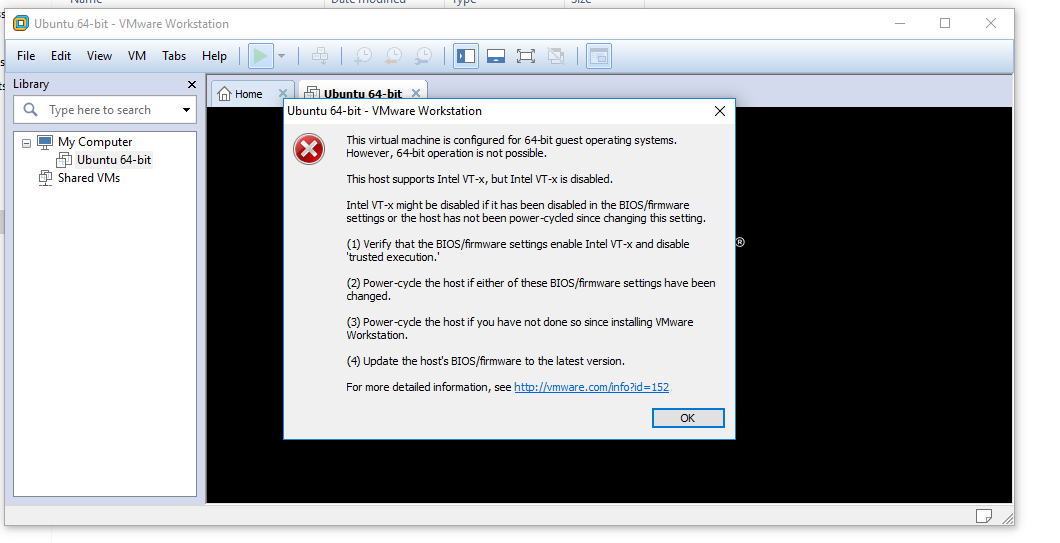 Name Date modified Type Size
Ubuntu 64-bit - VMware Workstation
File Edit View VM Tabs Help
Library
Type here to search
My Computer
Ubuntu 64-bit
Shared VMs
Home
Ubuntu 64-bit
Ubuntu 64-bit - VMware Workstation
This virtual machine is configured for 64-bit guest operating systems.
However, 64-bit operation is not possible.
This host supports Intel VT-x, but Intel VT-x is disabled.
Intel VT-x might be disabled if it has been disabled in the BIOS/firmware
settings or the host has not been power-cycled since changing this setting.
(1) Verify that the BIOS/firmware settings enable Intel VT-x and disable
'trusted execution.'
(2) Power-cycle the host if either of these BIOS/firmware settings have been
changed.
(3) Power-cycle the host if you have not done so since installing VMware
Workstation.
(4) Update the host's BIOS/firmware to the latest version.
For more detailed information, see http://vmware.com/info?id=152
OK
®